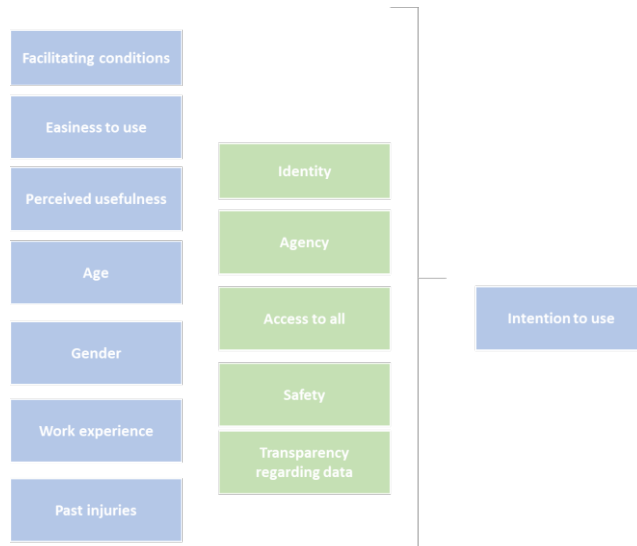 Facilitating conditions
Easiness to use
Perceived usefulness
Age
Gender
Work experience
Past injuries
Identity
Agency
Access to all
Safety
Transparency
regarding data
Intention to use